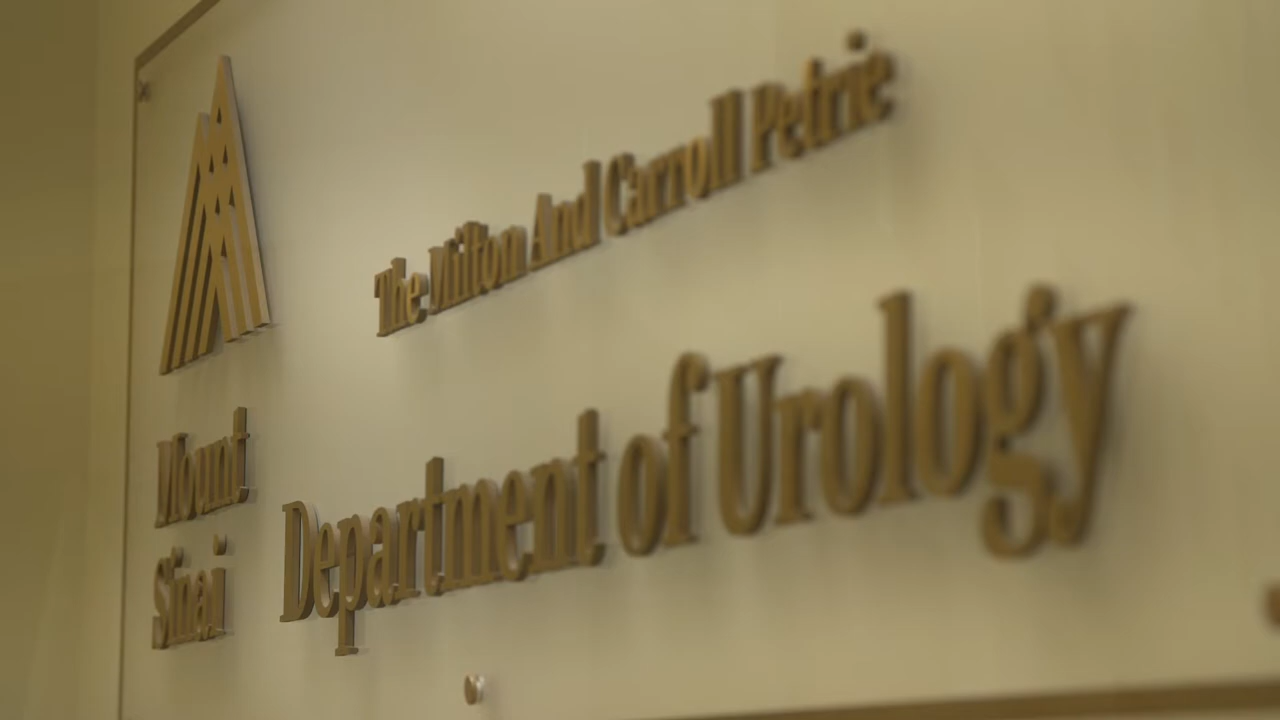 Mount
Sinai
The Milton And Carroll Petrie
Department of Urology